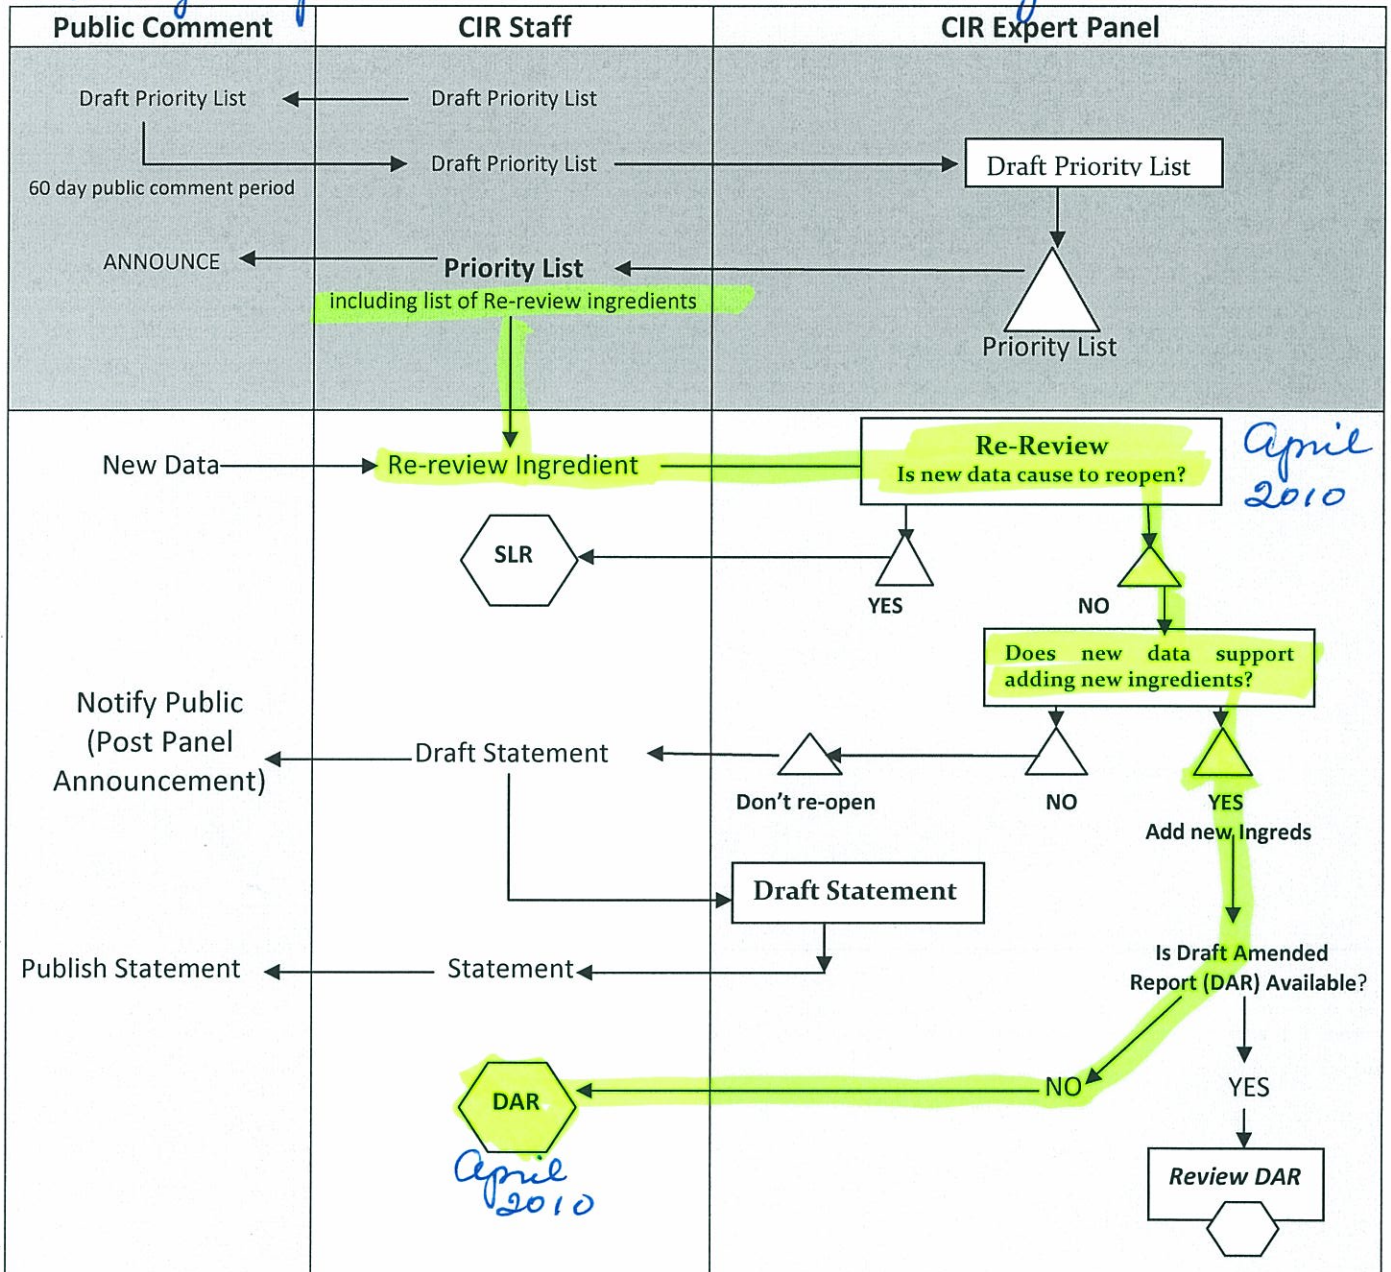 Public Comment
CIR Staff
CIR Expert Panel
Draft Priority List
Draft Priority List
Draft Priority List
Draft Priority List
60 day public comment period
ANNOUNCE
Priority List
including list of Re-review ingredients
Priority List
New Data
Re-review Ingredient
Re-Review
Is new data cause to reopen?
April
2010
SLR
YES
NO
Does new data support
adding new ingredients?
Notify Public
(Post Panel
Announcement)
Draft Statement
Don't re-open
NO
YES
Add new Ingreds
Draft Statement
Is Draft Amended
Report (DAR) Available?
Publish Statement
Statement
DAR
NO
YES
April
2010
Review DAR